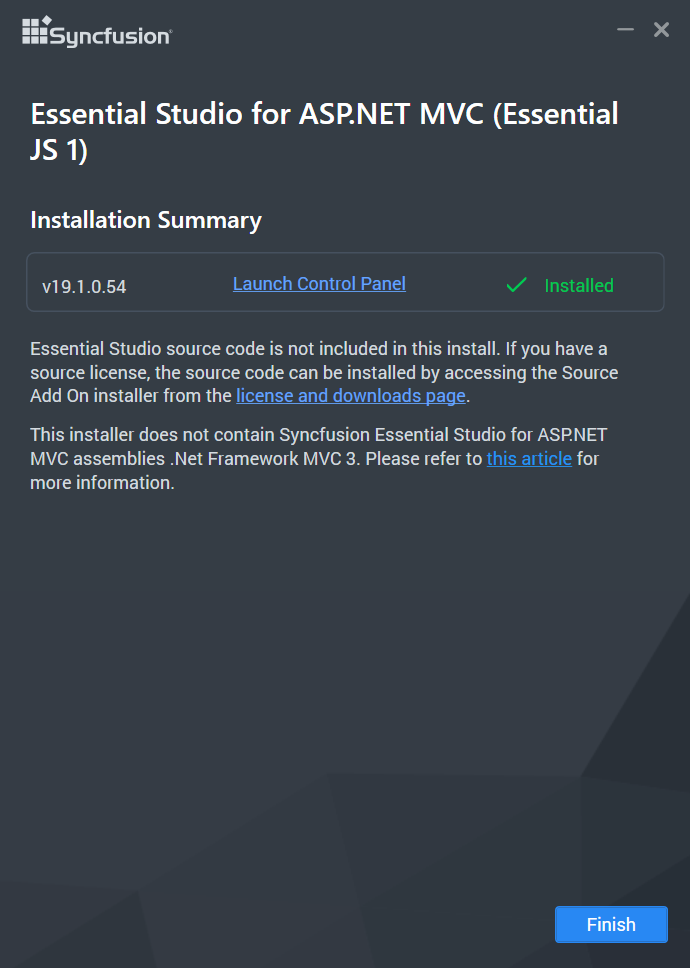 Syncfusion
Essential Studio for ASP.NET MVC (Essential
JS 1)
Installation Summary
v19.1.0.54 Launch Control Panel Installed
Essential Studio source code is not included in this install. If you have a
source license, the source code can be installed by accessing the Source
Add On installer from the license and downloads page.
This installer does not contain Syncfusion Essential Studio for ASP.NET
MVC assemblies .Net Framework MVC 3. Please refer to this article for
more information.
Finish